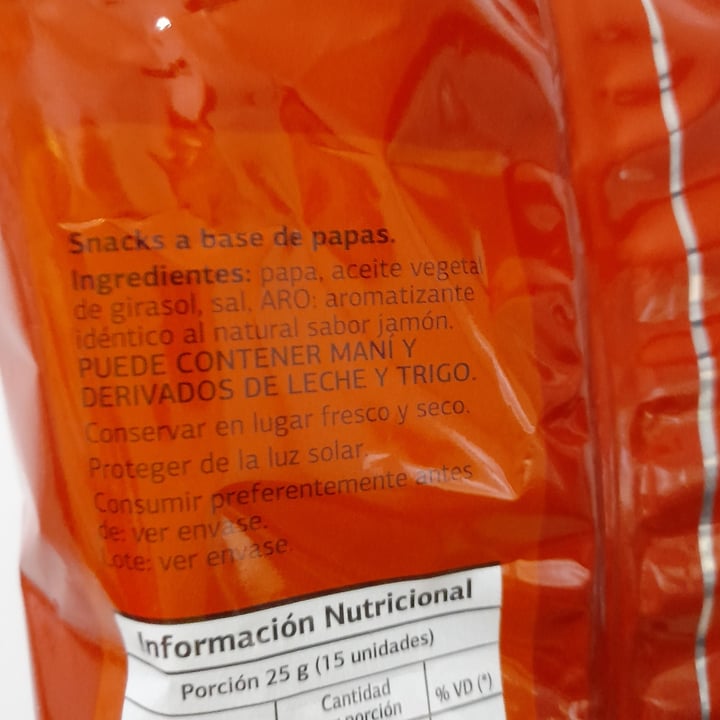 Snacks a base de papas.
Ingredientes: papa, aceite vegetal
de girasol, sal, ARO: aromatizante
idéntico al natural sabor jamón.
PUEDE CONTENER MANÍ Y
DERIVADOS DE LECHE Y TRIGO.
Conservar en lugar fresco y seco.
Proteger de la luz solar.
Consumir preferentemente antes
de: ver envase.
Lote: ver envase.
Información Nutricional
Porción 25 g (15 unidades)
Cantidad % VD (*)
porción